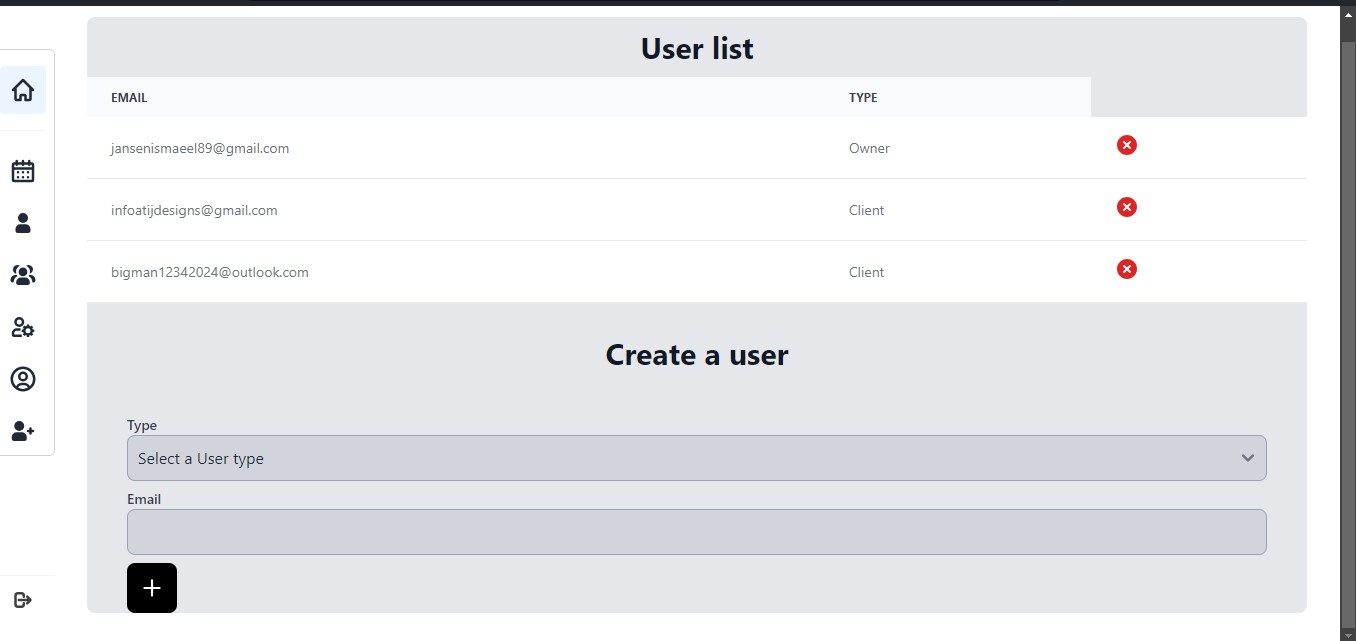 User list
EMAIL TYPE
jansenismaeel89@gmail.com Owner
infoatijdesigns@gmail.com Client
bigman12342024@outlook.com Client
Create a user
Type
Select a User type
Email